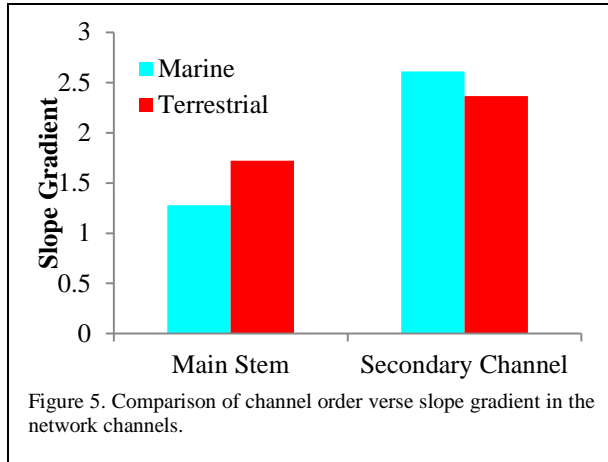 3
2.5
2
1.5
1
0.5
0
Slope Gradient
Marine
Terrestrial
Main Stem
Secondary Channel
Figure 5. Comparison of channel order verse slope gradient in the
network channels.